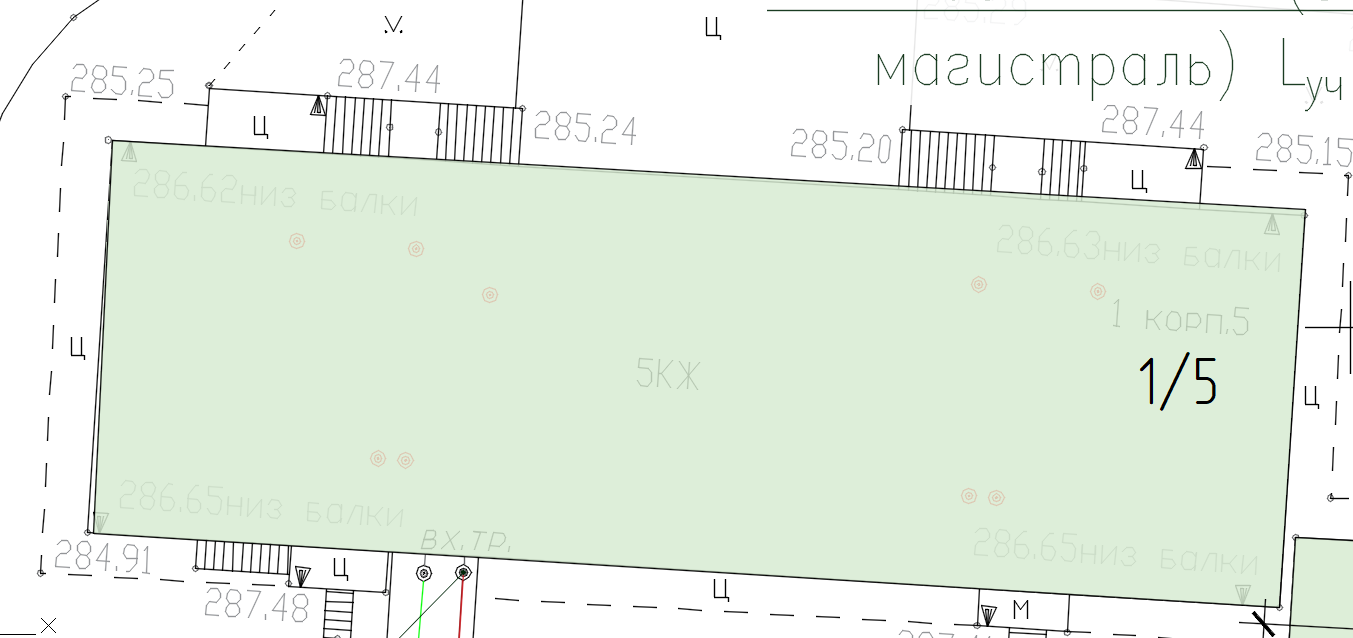 285.29
У.
Ц
магистраль) Lуч
285.25
287.44
Ц
285.24
285.20
287.44
285.15
Ц
286.62низ балки
286.63низ балки
1 корп.5
Ц
5КЖ
1/5
Ц
286.65низ балки
286.65низ балки
ВХ.ТР.
284.91
Ц
287.48
Ц
М